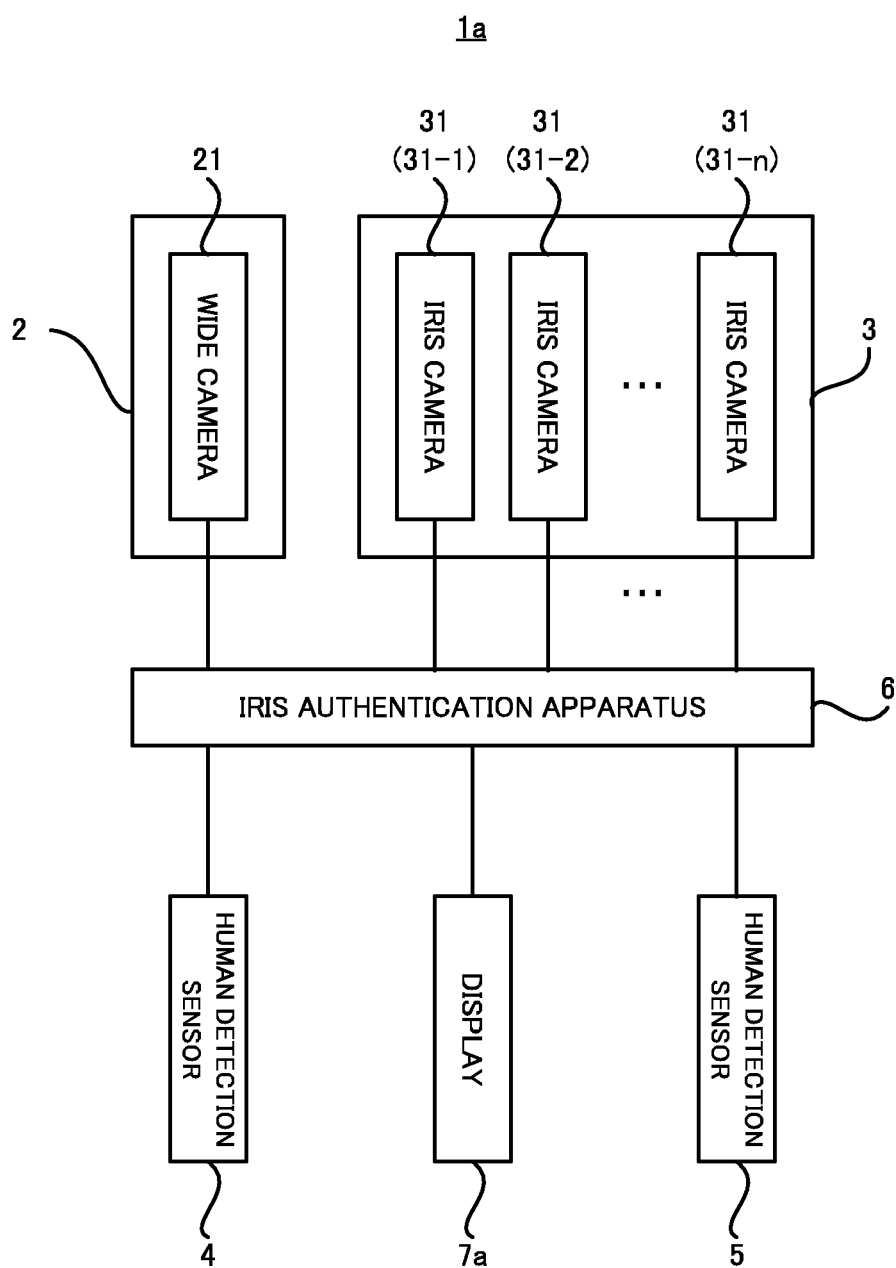 1a
31
(31-1)
31
(31-2)
31
(31-n)
21
WIDE CAMERA
IRIS CAMERA
IRIS CAMERA
...
IRIS CAMERA
2
3
...
IRIS AUTHENTICATION APPARATUS
6
HUMAN DETECTION
SENSOR
DISPLAY
HUMAN DETECTION
SENSOR
4
7a
5